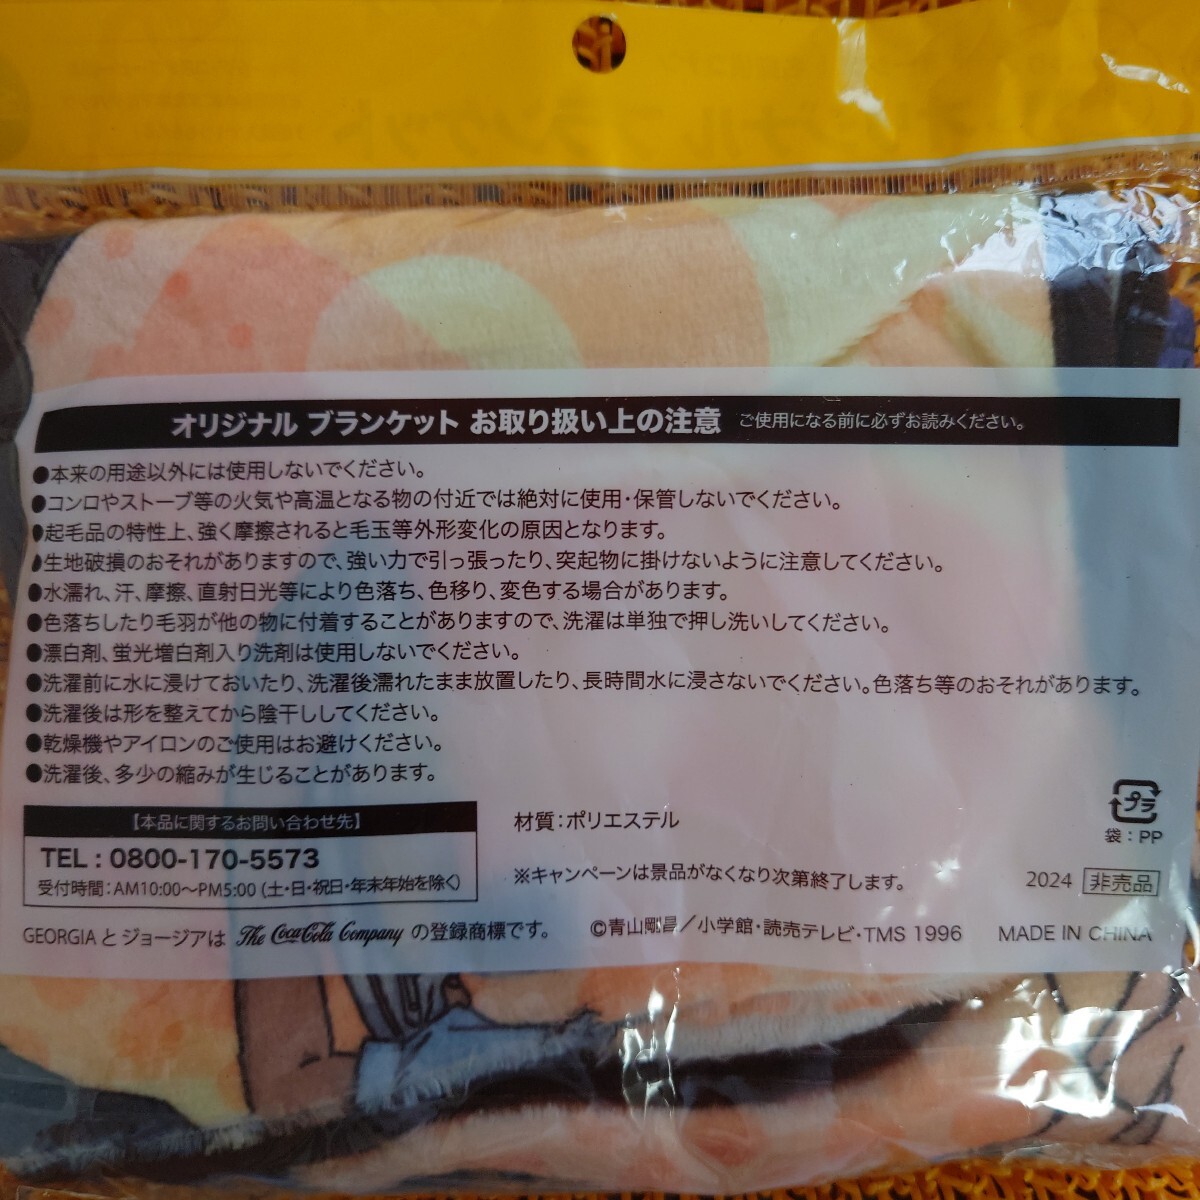 オリジナル ブランケット お取り扱い上の注意 ご使用になる前に必ずお読みください。
●本来の用途以外には使用しないでください。
●コンロやストーブ等の火気や高温となる物の付近では絶対に使用・保管しないでください。
●起毛品の特性上、強く摩擦されると毛玉等外形変化の原因となります。
●生地破損のおそれがありますので、強い力で引っ張ったり、突起物に掛けないように注意してください。
●水濡れ、汗、摩擦、直射日光等により色落ち、色移り、変色する場合があります。
●色落ちしたり毛羽が他の物に付着することがありますので、洗濯は単独で押し洗いしてください。
●漂白剤、蛍光増白剤入り洗剤は使用しないでください。
●洗濯前に水に浸けておいたり、洗濯後濡れたまま放置したり、長時間水に浸さないでください。色落ち等のおそれがあります。
●洗濯後は形を整えてから陰干ししてください。
●乾燥機やアイロンのご使用はお避けください。
●洗濯後、多少の縮みが生じることがあります。
【本品に関するお問い合わせ先】
TEL：0800-170-5573
受付時間：AM10:00〜PM5:00（土・日・祝日・年末年始を除く）
材質：ポリエステル
プラ
袋：PP
※キャンペーンは景品がなくなり次第終了します。
2024 非売品
GEORGIAとジョージアは The Coca-Cola Company の登録商標です。
©青山剛昌／小学館・読売テレビ・TMS 1996
MADE IN CHINA